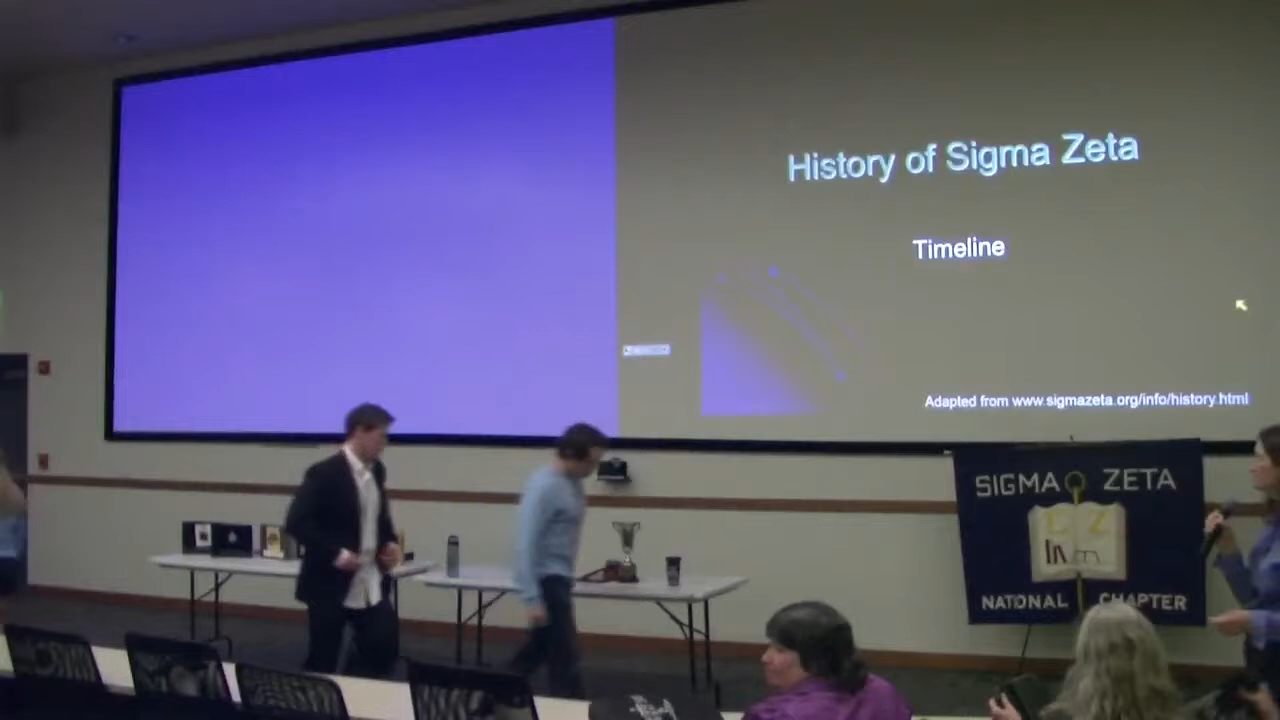 History of Sigma Zeta
Timeline
Adapted from www.sigmazeta.org/info/history.html
SIGMA ZETA
Σ Z
NATIONAL CHAPTER